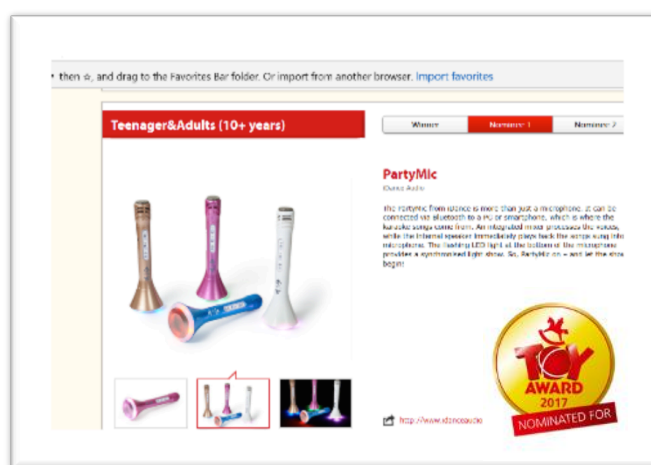 then ☆, and drag to the Favorites Bar folder. Or import from another browser. Import favorites
Teenager&Adults (10+ years)
Winner
Nominee 1
Nominee 2
PartyMic
iDance Audio
The PartyMic from iDance is more than just a microphone. It can be
connected via Bluetooth to a PC or smartphone, which is where the
karaoke songs come from. An integrated mixer processes the voices,
while the internal speaker immediately plays back the songs sung into
microphone. The flashing LED light at the bottom of the microphone
provides a synchronised light show. So, PartyMic on – and let the show
begin!
TOY
AWARD
2017
NOMINATED FOR
http://www.idanceaudio